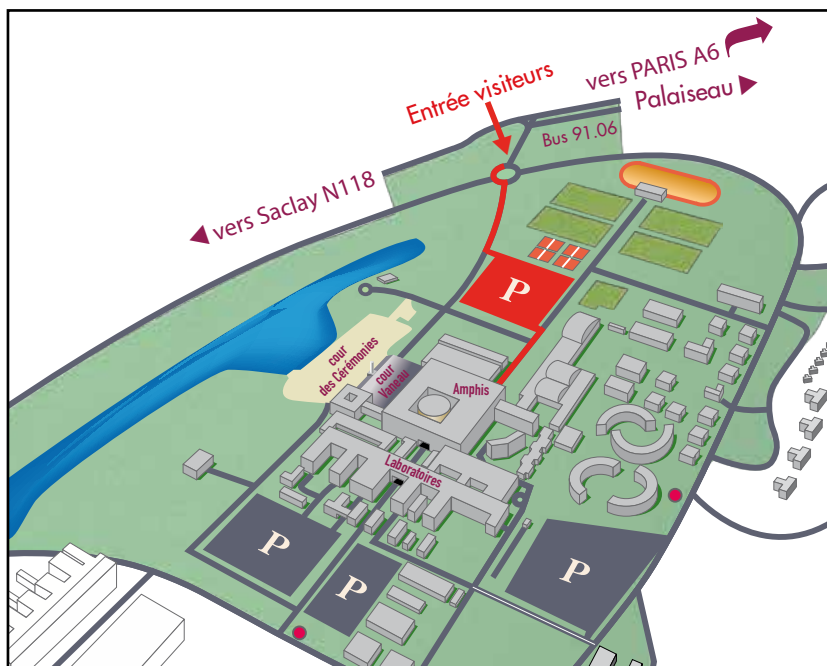 vers PARIS A6
Palaiseau
Entrée visiteurs
Bus 91.06
vers Saclay N118
P
cour
des Cérémonies
cour
Vaneau
Amphis
Laboratoires
P
P
P